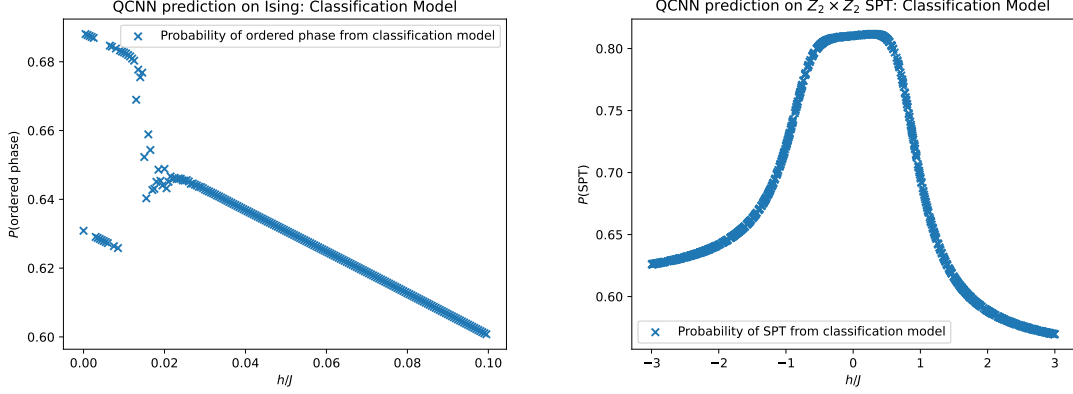 QCNN prediction on Ising: Classification Model
Probability of ordered phase from classification model
P(ordered phase)
0.68
0.66
0.64
0.62
0.60
0.00
0.02
0.04
0.06
0.08
0.10
h/J
QCNN prediction on Z₂ × Z₂ SPT: Classification Model
P(SPT)
0.80
0.75
0.70
0.65
0.60
Probability of SPT from classification model
−3
−2
−1
0
1
2
3
h/J